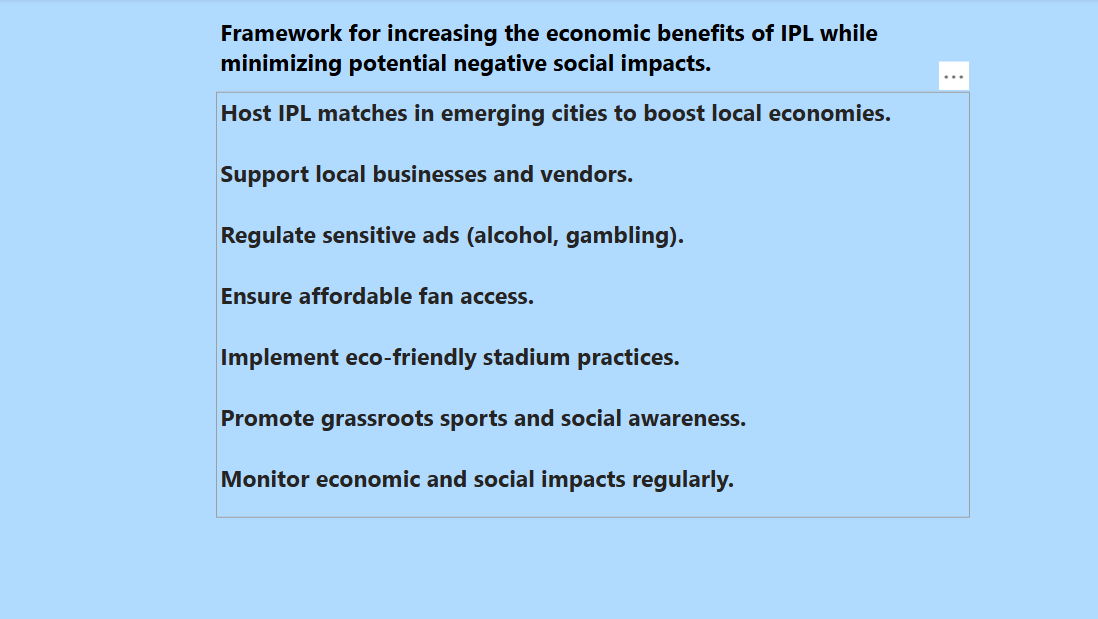 Framework for increasing the economic benefits of IPL while
minimizing potential negative social impacts.
Host IPL matches in emerging cities to boost local economies.
Support local businesses and vendors.
Regulate sensitive ads (alcohol, gambling).
Ensure affordable fan access.
Implement eco-friendly stadium practices.
Promote grassroots sports and social awareness.
Monitor economic and social impacts regularly.